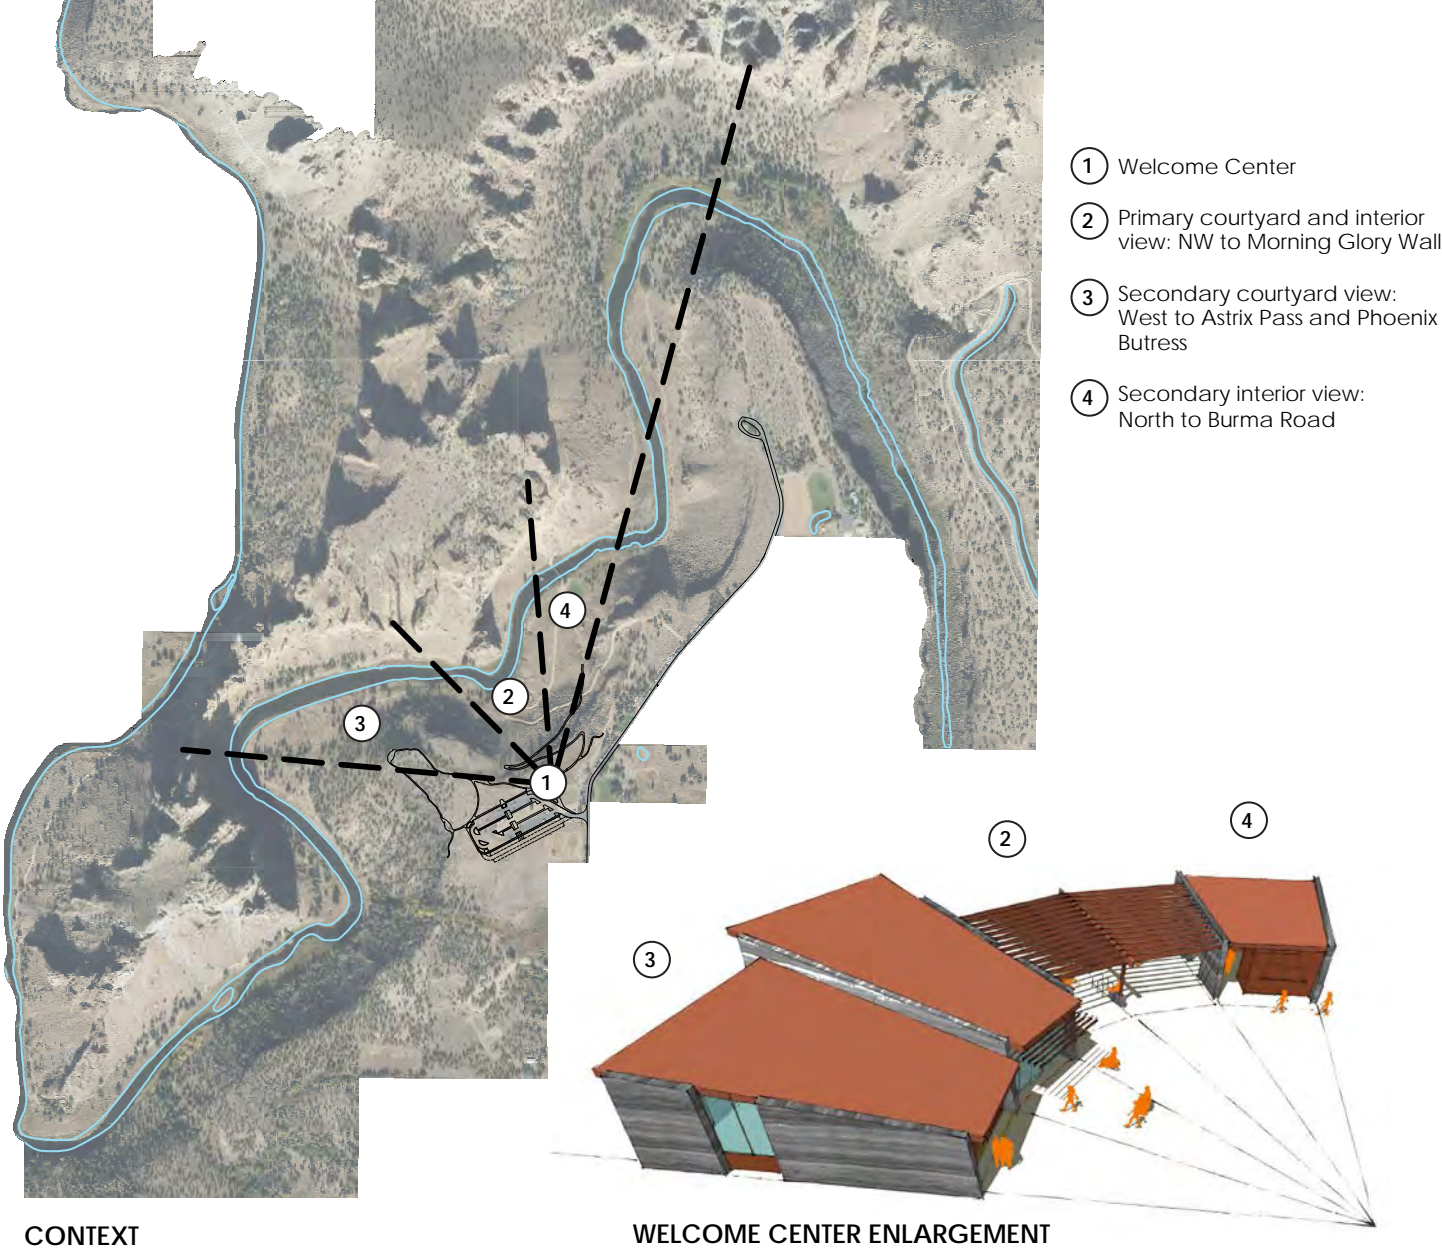 1 Welcome Center
2 Primary courtyard and interior
view: NW to Morning Glory Wall
3 Secondary courtyard view:
West to Astrix Pass and Phoenix
Butress
4 Secondary interior view:
North to Burma Road
4
2
3
1
2
4
3
CONTEXT
WELCOME CENTER ENLARGEMENT